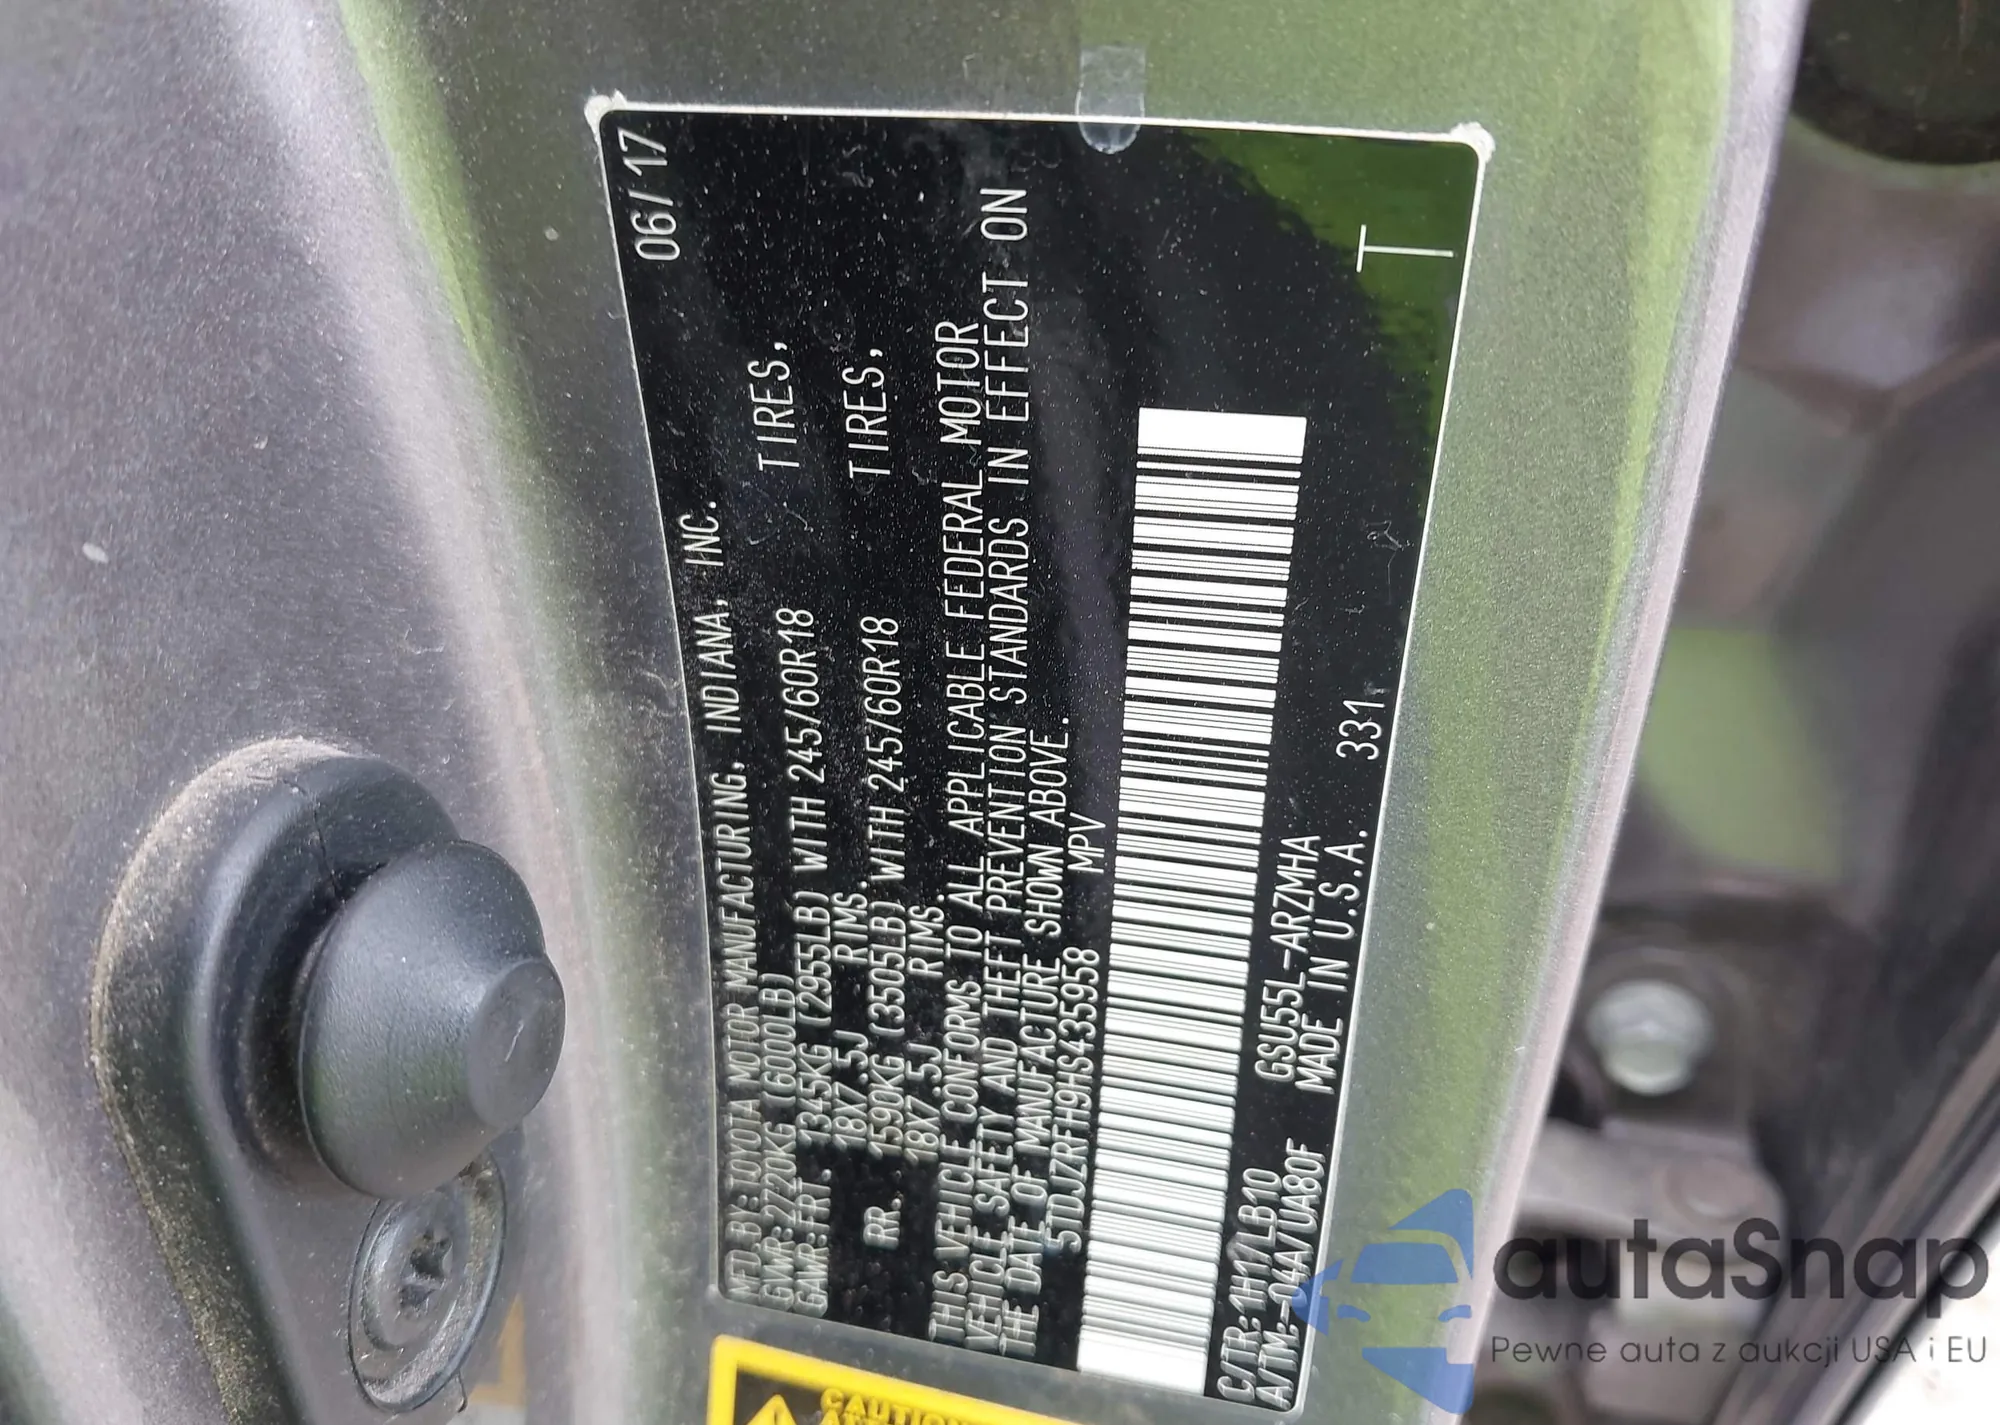 MFD.BY: TOYOTA MOTOR MANUFACTURING, INDIANA, INC. 06/17
GVWR: 2720KG (6000LB)
GAWR: FRT. 1345KG (2955LB) WITH 245/60R18 TIRES,
18X7.5J RIMS.
RR. 1590KG (3505LB) WITH 245/60R18 TIRES,
18X7.5J RIMS.
THIS VEHICLE CONFORMS TO ALL APPLICABLE FEDERAL MOTOR
VEHICLE SAFETY AND THEFT PREVENTION STANDARDS IN EFFECT ON
THE DATE OF MANUFACTURE SHOWN ABOVE.
5TDJZRFH9HS435958 MPV
C/TR: 1H17LB10 GSU55L-ARZMHA
A/TM: -04A/UA80F MADE IN U.S.A. 331
T
CAUTION
autaSnap
Pewne auta z aukcji USA i EU